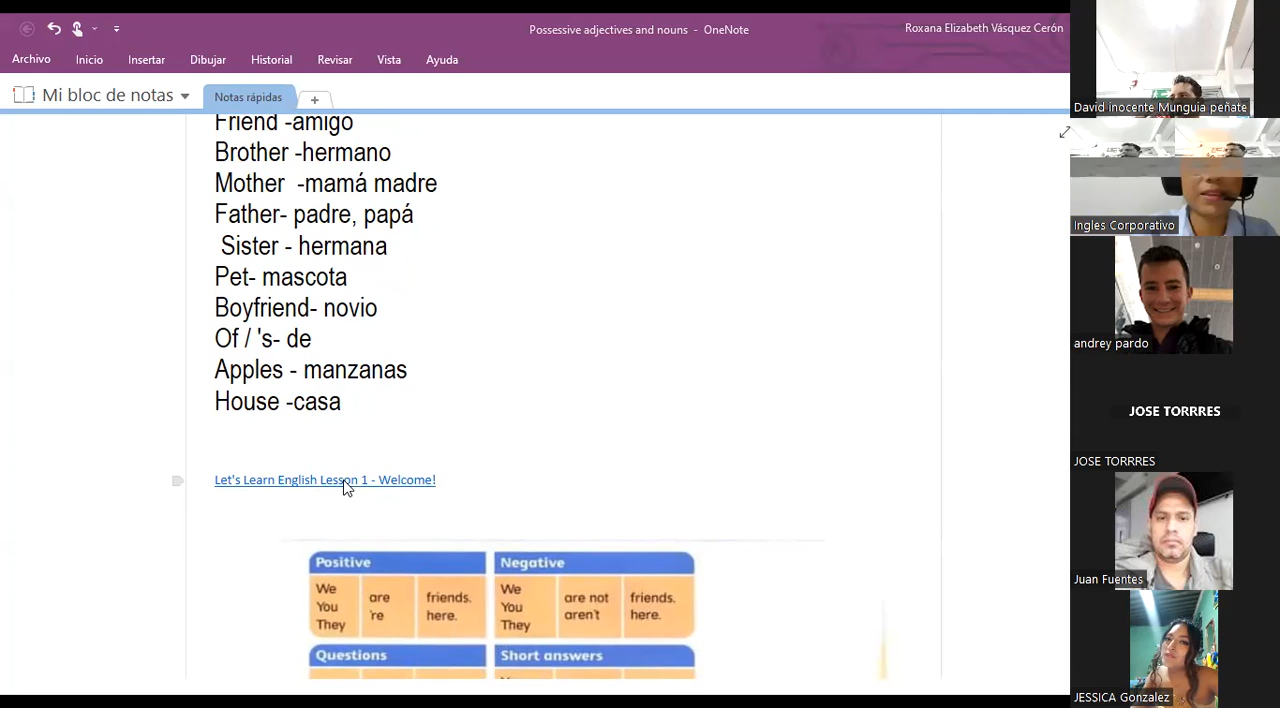 Possessive adjectives and nouns - OneNote
Roxana Elizabeth Vásquez Cerón
Archivo Inicio Insertar Dibujar Historial Revisar Vista Ayuda
Mi bloc de notas Notas rápidas +
Friend -amigo
Brother -hermano
Mother -mamá madre
Father- padre, papá
Sister - hermana
Pet- mascota
Boyfriend- novio
Of / 's- de
Apples - manzanas
House -casa
Let's Learn English Lesson 1 - Welcome!
Positive
We
You
They
are
're
friends.
here.
Negative
We
You
They
are not
aren't
friends.
here.
Questions
Short answers
David inocente Munguia peñate
Ingles Corporativo
andrey pardo
JOSE TORRRES
JOSE TORRRES
Juan Fuentes
JESSICA Gonzalez